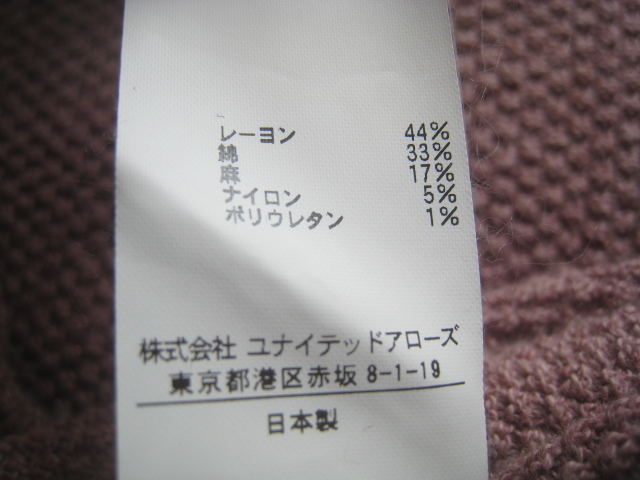 レーヨン 44%
綿 33%
麻 17%
ナイロン 5%
ポリウレタン 1%
株式会社 ユナイテッドアローズ
東京都港区赤坂 8-1-19
日本製